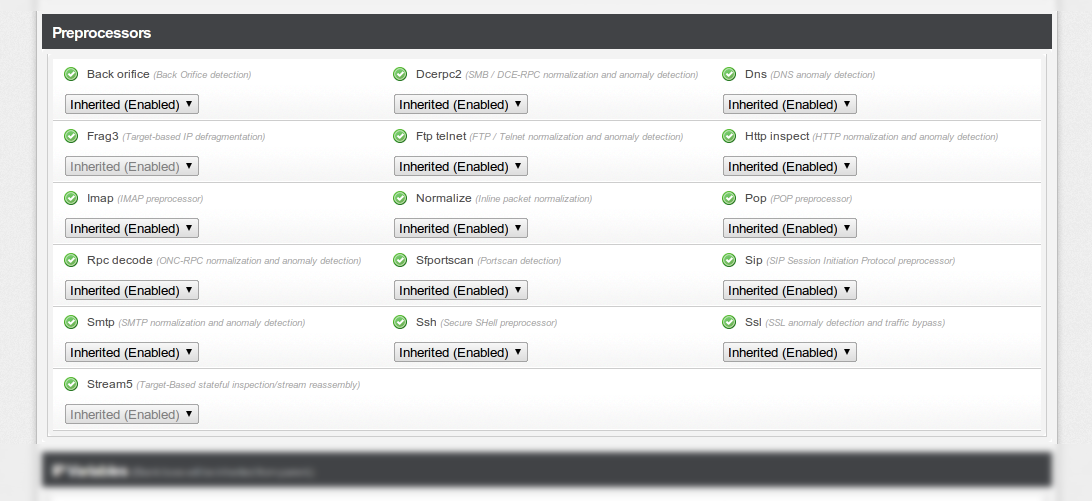 Preprocessors
Back orifice (Back Orifice detection) Dcerpc2 (SMB / DCE-RPC normalization and anomaly detection) Dns (DNS anomaly detection)
Inherited (Enabled) Inherited (Enabled) Inherited (Enabled)
Frag3 (Target-based IP defragmentation) Ftp telnet (FTP / Telnet normalization and anomaly detection) Http inspect (HTTP normalization and anomaly detection)
Inherited (Enabled) Inherited (Enabled) Inherited (Enabled)
Imap (IMAP preprocessor) Normalize (Inline packet normalization) Pop (POP preprocessor)
Inherited (Enabled) Inherited (Enabled) Inherited (Enabled)
Rpc decode (ONC-RPC normalization and anomaly detection) Sfportscan (Portscan detection) Sip (SIP Session Initiation Protocol preprocessor)
Inherited (Enabled) Inherited (Enabled) Inherited (Enabled)
Smtp (SMTP normalization and anomaly detection) Ssh (Secure SHell preprocessor) Ssl (SSL anomaly detection and traffic bypass)
Inherited (Enabled) Inherited (Enabled) Inherited (Enabled)
Stream5 (Target-Based stateful inspection/stream reassembly)
Inherited (Enabled)
IP Variables